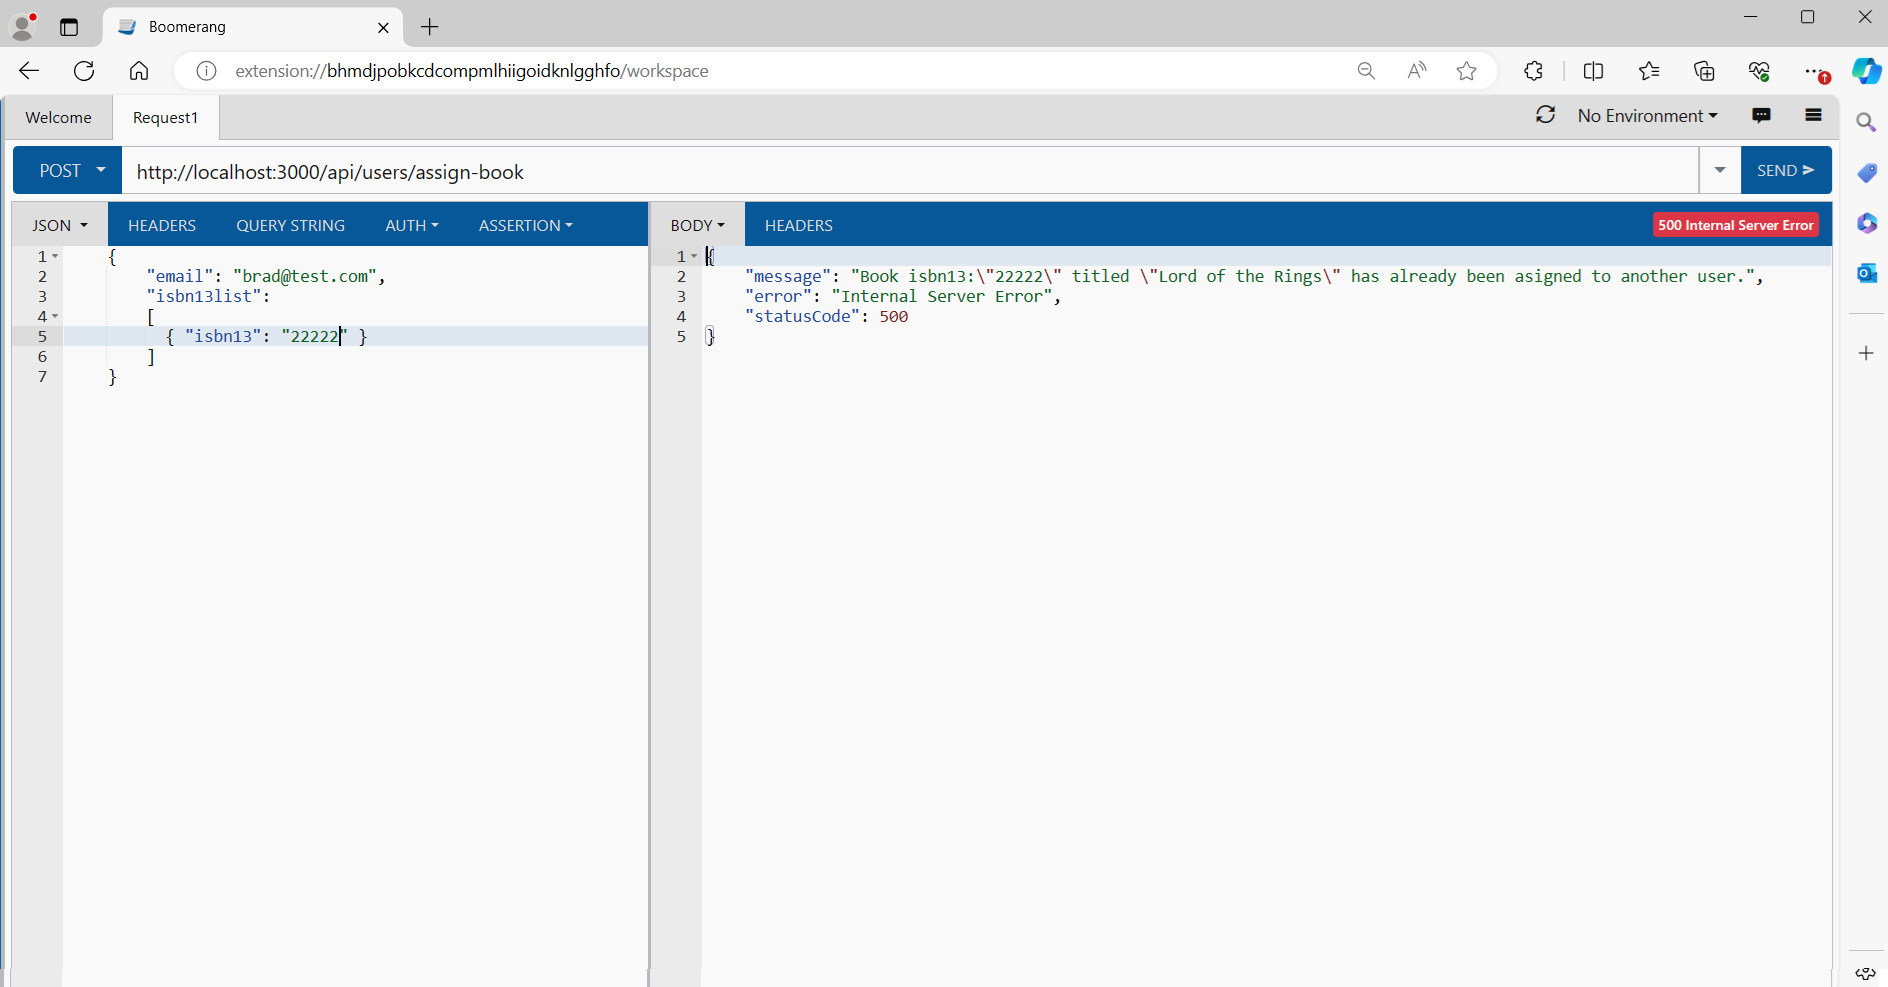 Boomerang
extension://bhmdjpobkcdcompmlhiigoidknlgghfo/workspace
Welcome Request1 No Environment
POST http://localhost:3000/api/users/assign-book SEND
JSON HEADERS QUERY STRING AUTH ASSERTION BODY HEADERS 500 Internal Server Error
1 {
2 "email": "brad@test.com",
3 "isbn13list":
4 [
5 { "isbn13": "22222" }
6 ]
7 }
1 {
2 "message": "Book isbn13:\"22222\" titled \"Lord of the Rings\" has already been asigned to another user.",
3 "error": "Internal Server Error",
4 "statusCode": 500
5 }